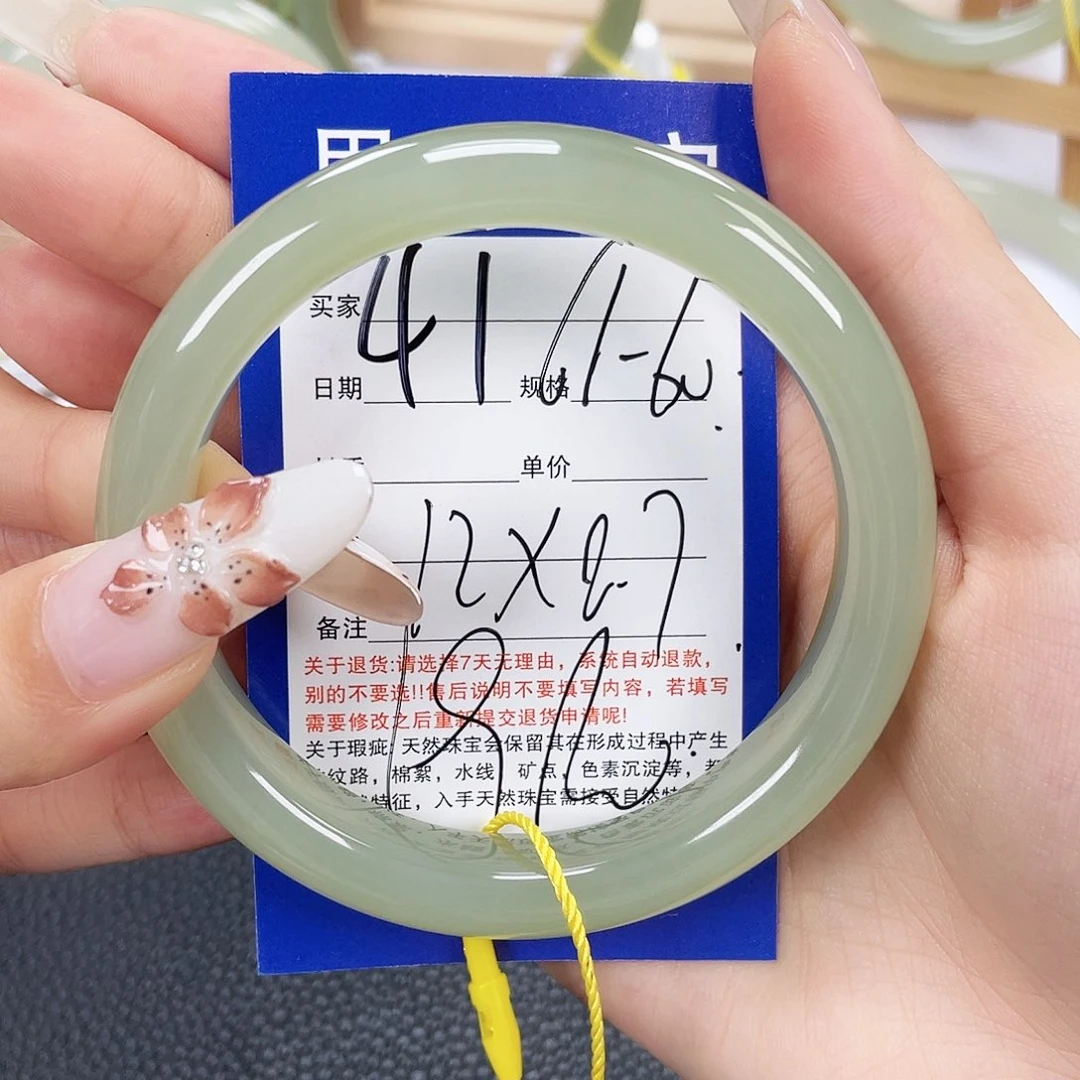 买家
41 61-60.
日期 规格
单价
12X8.7
备注
关于退货:请选择7天无理由，系统自动退款，
别的不要选!!售后说明不要填写内容，若填写
需要修改之后重新提交退货申请呢!
关于瑕疵: 天然珠宝会保留其在形成过程中产生
纹路，棉絮，水线，矿点，色素沉淀等，都
特征，入手天然珠宝需接受自然特